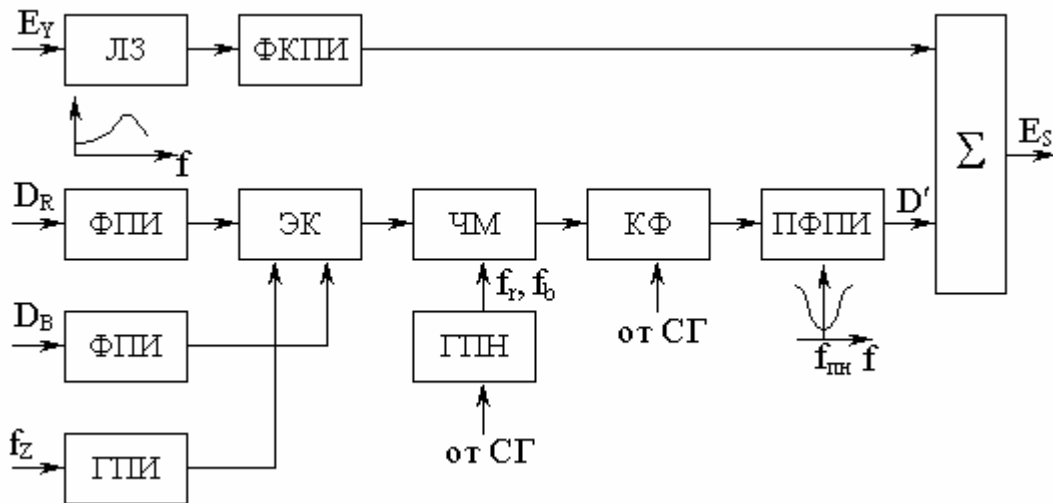 E_Y ЛЗ ФКПИ
f
Σ E_S
D_R ФПИ ЭК ЧМ КФ ПФПИ D′
f_r, f_b
D_B ФПИ ГПН от СГ
f_пн f
f_Z ГПИ от СГ